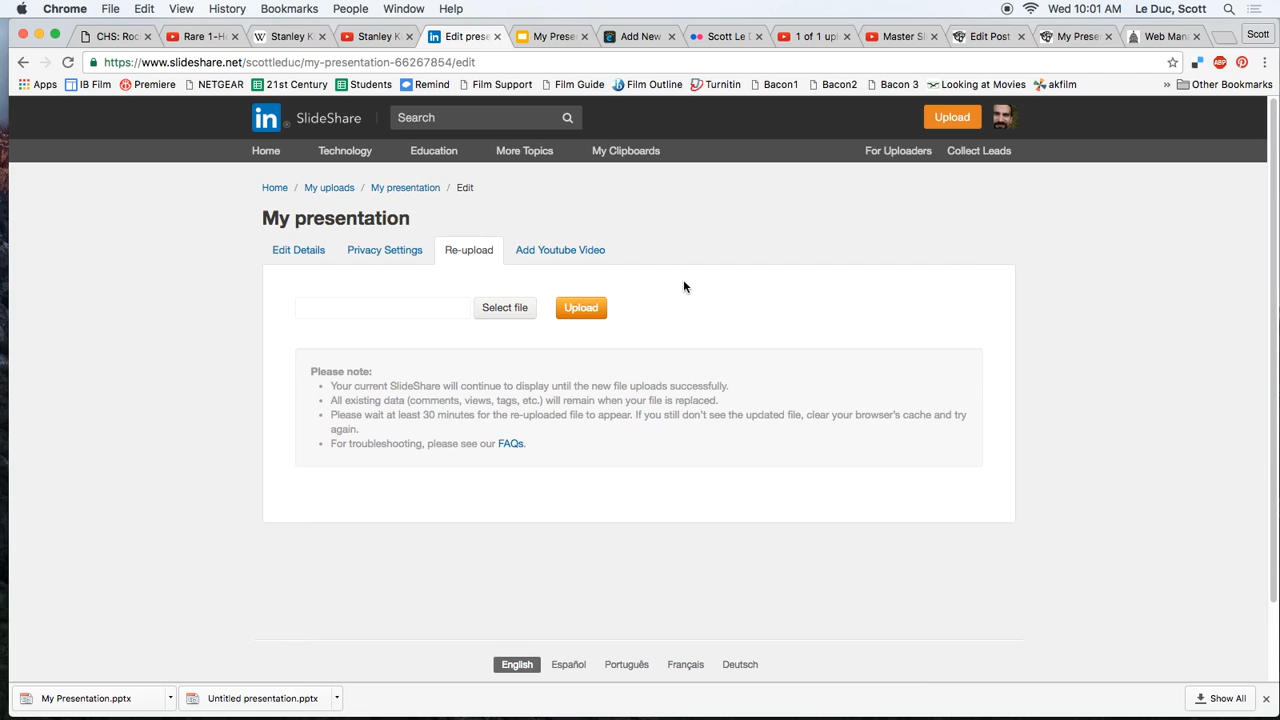 Chrome File Edit View History Bookmarks People Window Help Wed 10:01 AM Le Duc, Scott
CHS: Ro Rare 1-H Stanley K Stanley K Edit prese My Prese Add New Scott Le D 1 of 1 upl Master Sl Edit Post My Prese Web Man Scott
https://www.slideshare.net/scottleduc/my-presentation-66267854/edit
Apps IB Film Premiere NETGEAR 21st Century Students Remind Film Support Film Guide Film Outline Turnitin Bacon1 Bacon2 Bacon 3 Looking at Movies akfilm » Other Bookmarks
in SlideShare Search Upload
Home Technology Education More Topics My Clipboards For Uploaders Collect Leads
Home / My uploads / My presentation / Edit
My presentation
Edit Details Privacy Settings Re-upload Add Youtube Video
Select file Upload
Please note:
• Your current SlideShare will continue to display until the new file uploads successfully.
• All existing data (comments, views, tags, etc.) will remain when your file is replaced.
• Please wait at least 30 minutes for the re-uploaded file to appear. If you still don't see the updated file, clear your browser's cache and try
again.
• For troubleshooting, please see our FAQs.
English Español Português Français Deutsch
My Presentation.pptx Untitled presentation.pptx Show All